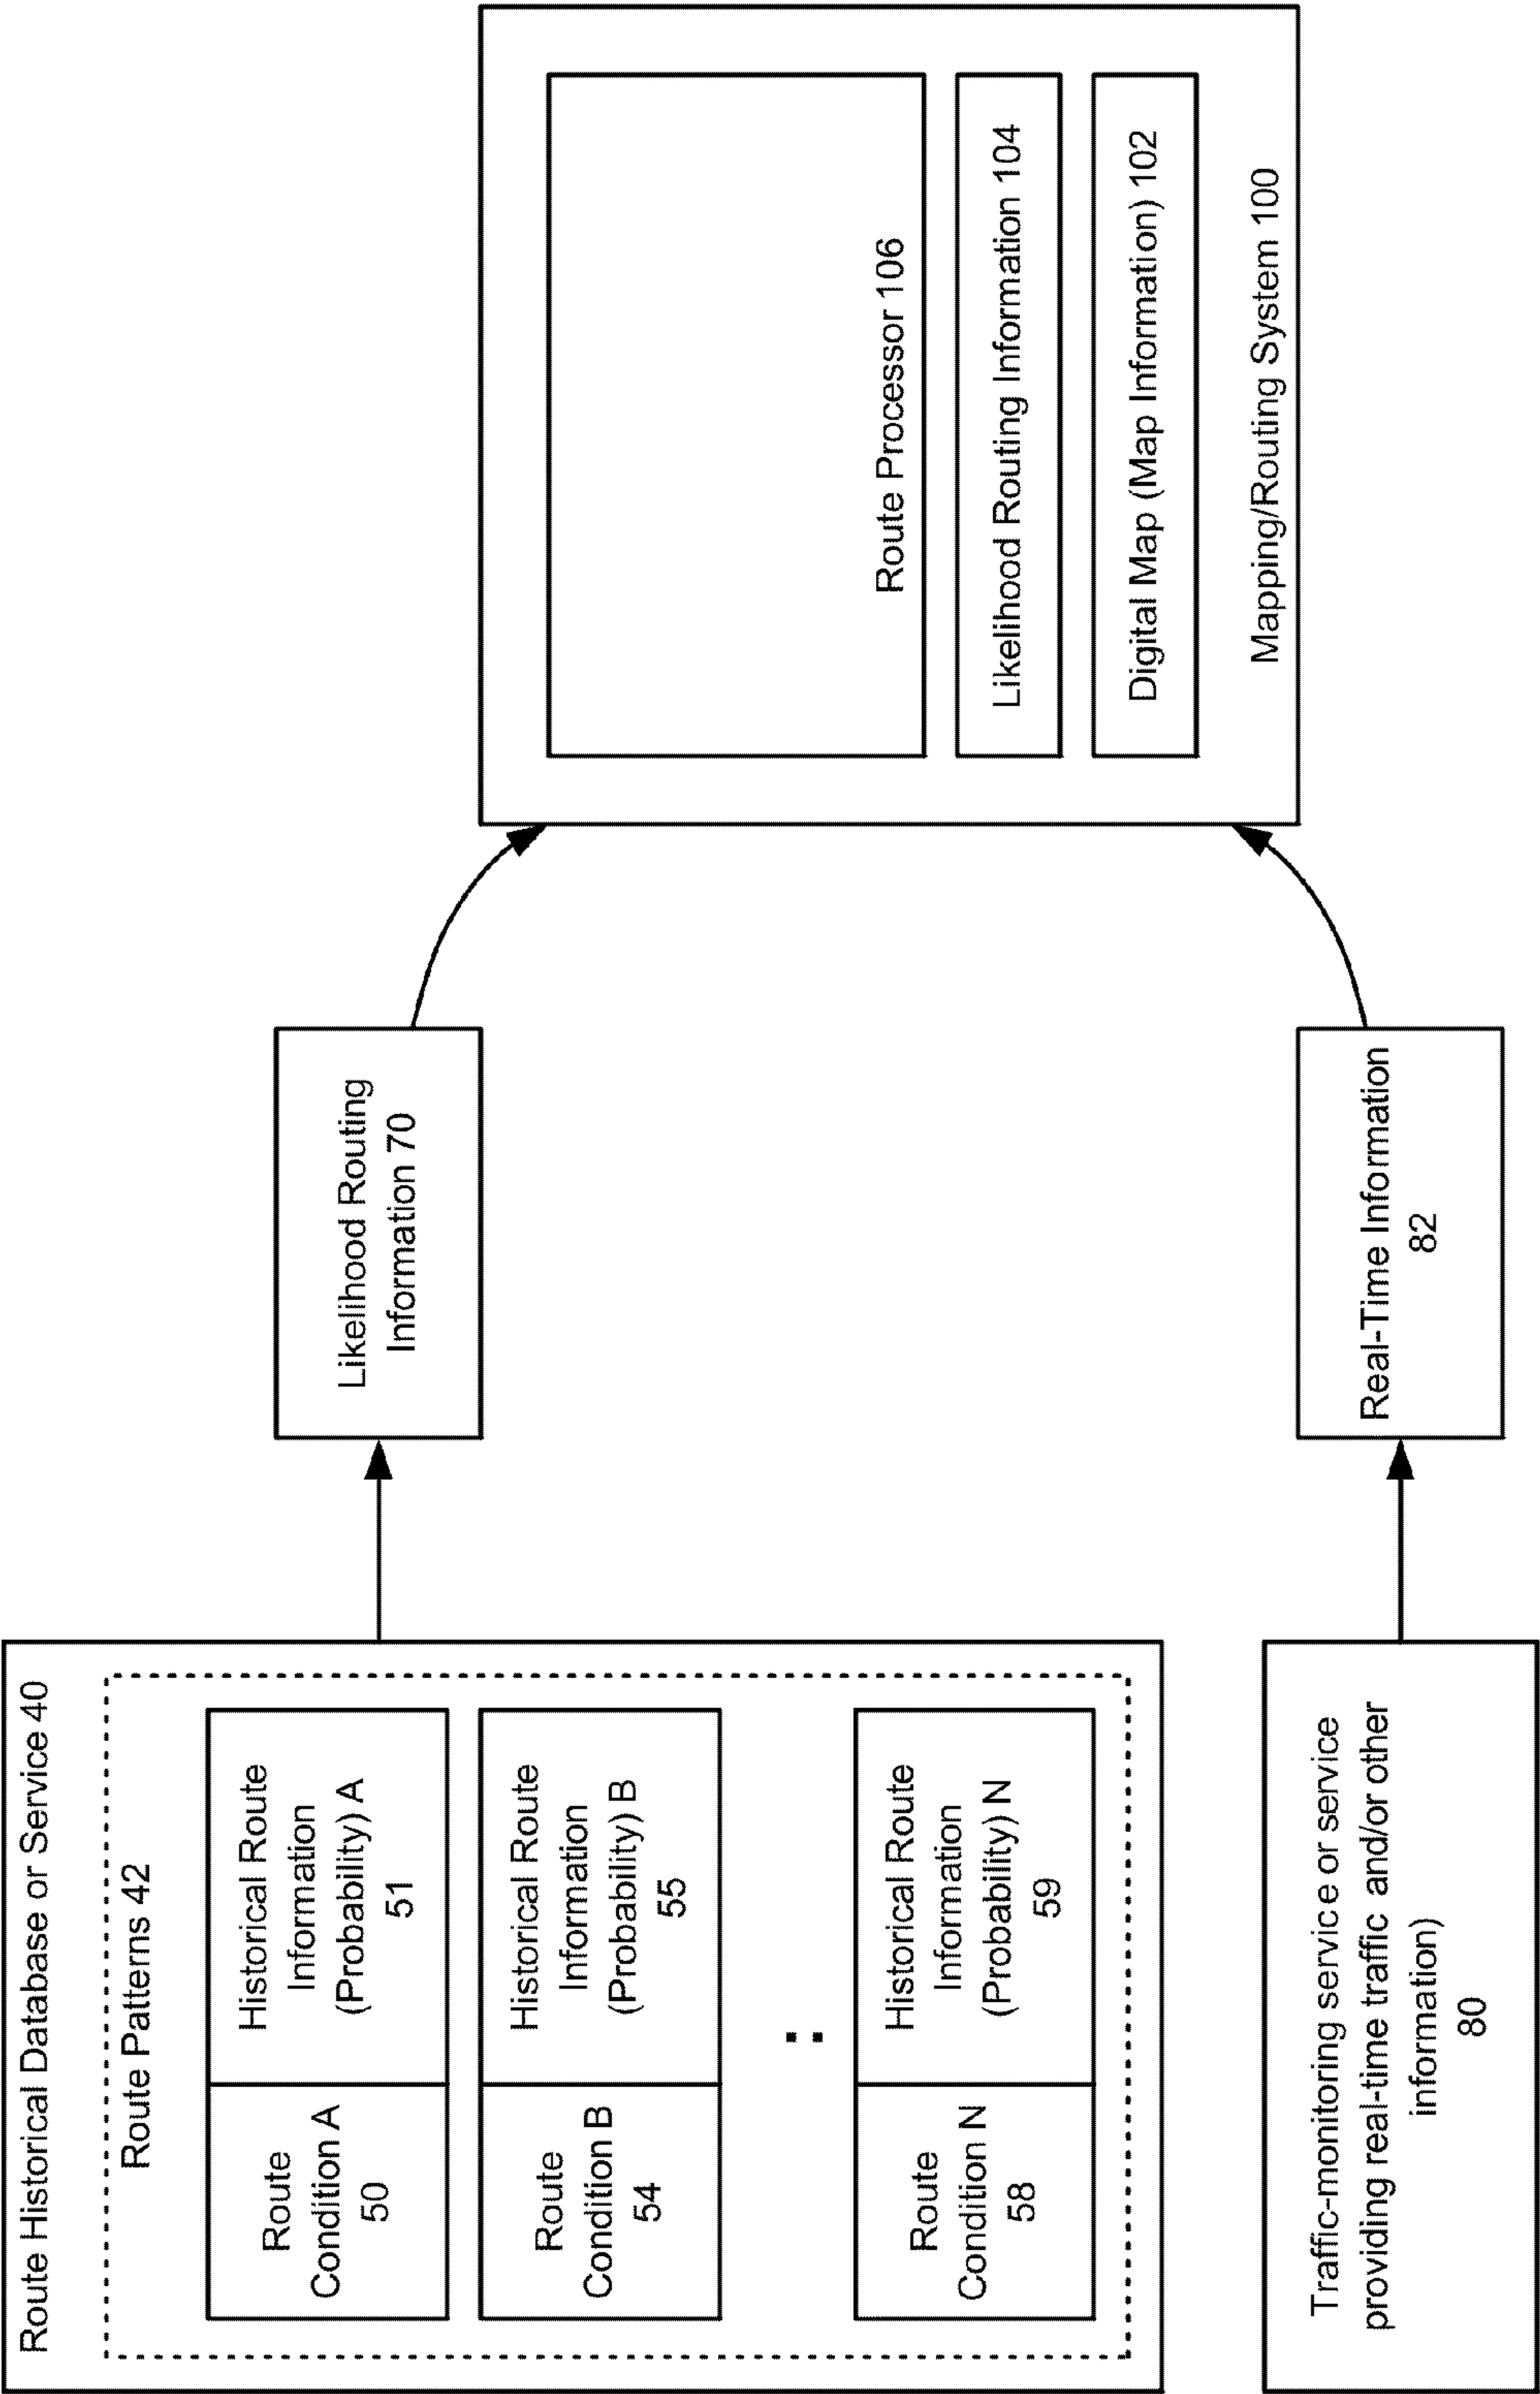 Route Historical Database or Service 40
Route Patterns 42
Route
Condition A
50
Historical Route
Information
(Probability) A
51
Route
Condition B
54
Historical Route
Information
(Probability) B
55
Route
Condition N
58
Historical Route
Information
(Probability) N
59
Traffic-monitoring service or service
providing real-time traffic and/or other
information)
80
Likelihood Routing
Information 70
Real-Time Information
82
Route Processor 106
Likelihood Routing Information 104
Digital Map (Map Information) 102
Mapping/Routing System 100